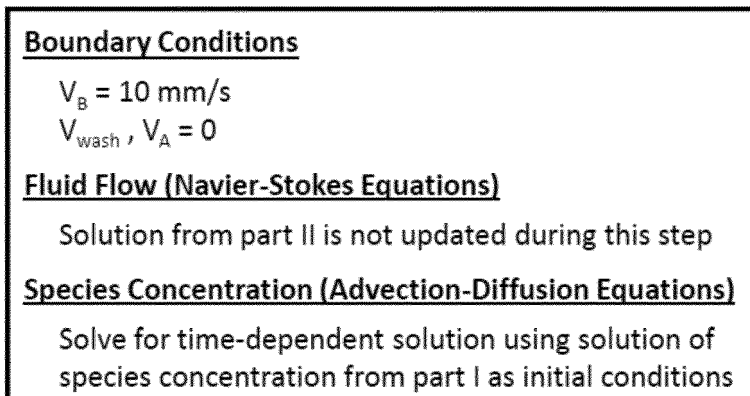 Boundary Conditions
V_B = 10 mm/s
V_wash , V_A = 0
Fluid Flow (Navier-Stokes Equations)
Solution from part II is not updated during this step
Species Concentration (Advection-Diffusion Equations)
Solve for time-dependent solution using solution of
species concentration from part I as initial conditions